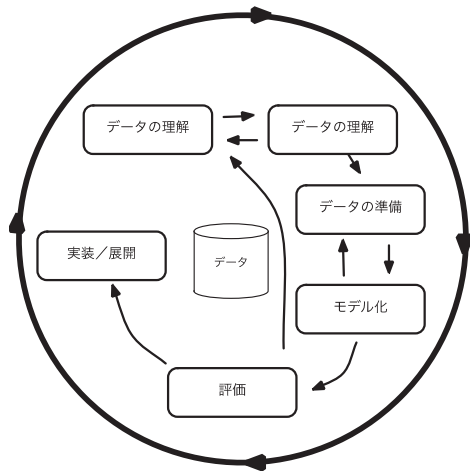 データの理解
データの理解
データの準備
実装／展開
データ
モデル化
評価